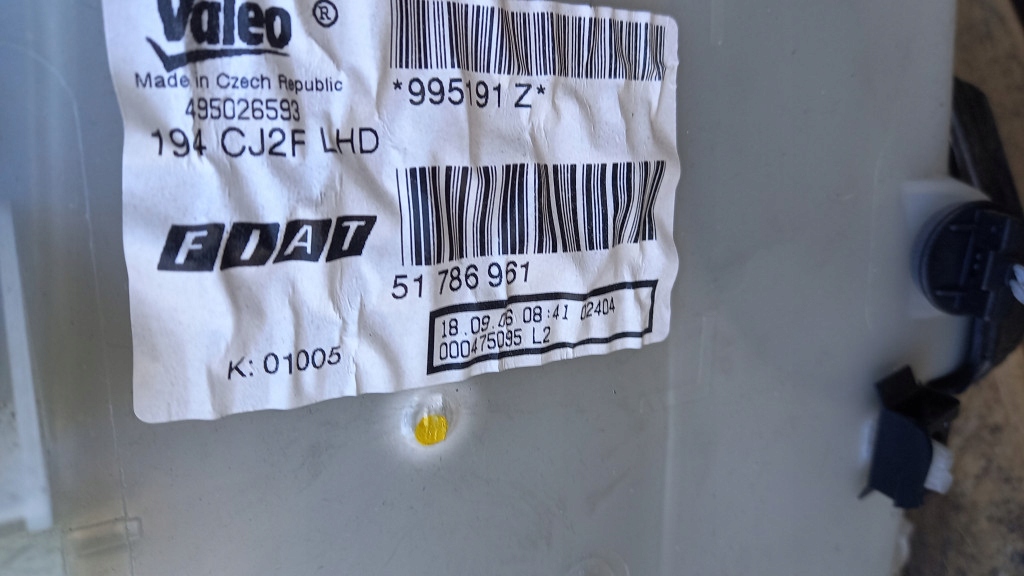 Valeo ®
Made in Czech Republic
495026593
194 CJ2F LHD
*995191 Z*
FIAT
51 786 961
18.09.06 08:41 02404
000475095 L2
K: 01005